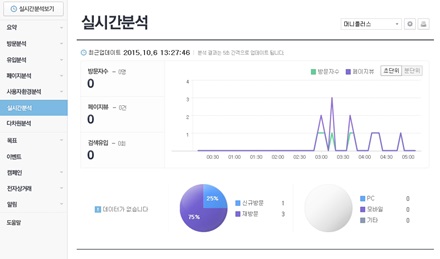 실시간분석보기
요약
방문분석
유입분석
페이지분석
사용자환경분석
실시간분석
다차원분석
목표
이벤트
캠페인
전자상거래
알림
도움말
실시간분석
머니플러스
최근업데이트 2015.10.6 13:27:46 | 분석 결과는 5초 간격으로 업데이트 됩니다.
방문자수 - 0명
0
페이지뷰 - 0건
0
검색유입 - 0회
0
방문자수 페이지뷰 초단위 분단위
4
3
2
1
0
00:30 01:00 01:30 02:00 02:30 03:00 03:30 04:00 04:30 05:00
데이터가 없습니다
25%
75%
신규방문 1
재방문 3
PC 0
모바일 0
기타 0